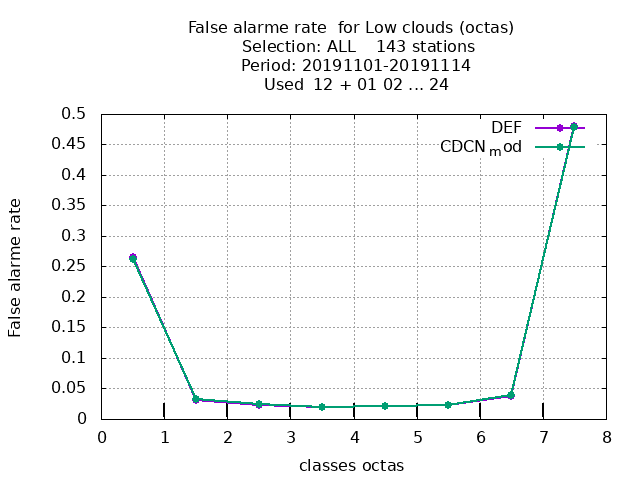 False alarme rate  for Low clouds (octas)
Selection: ALL    143 stations
Period: 20191101-20191114
Used  12 + 01 02 ... 24
0.5
0.45
0.4
0.35
0.3
0.25
0.2
0.15
0.1
0.05
0
False alarme rate
DEF
CDCN_mod
0 1 2 3 4 5 6 7 8
classes octas